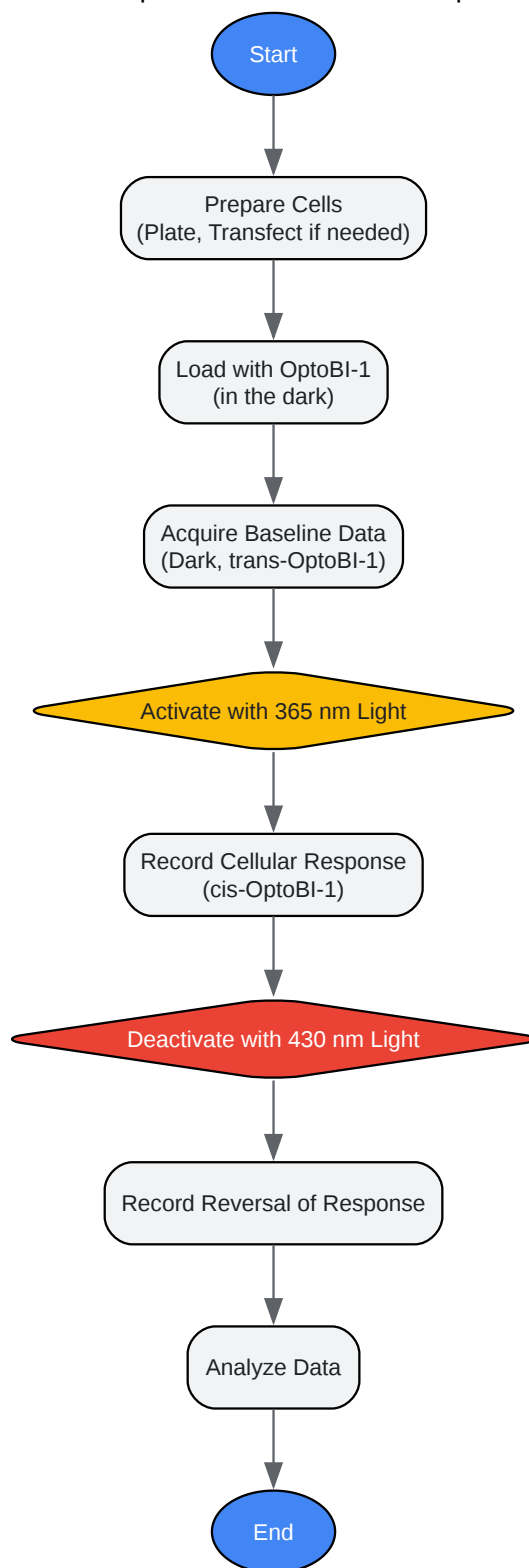 Start
Prepare Cells
(Plate, Transfect if needed)
Load with OptoBI-1
(in the dark)
Acquire Baseline Data
(Dark, trans-OptoBI-1)
Activate with 365 nm Light
Record Cellular Response
(cis-OptoBI-1)
Deactivate with 430 nm Light
Record Reversal of Response
Analyze Data
End